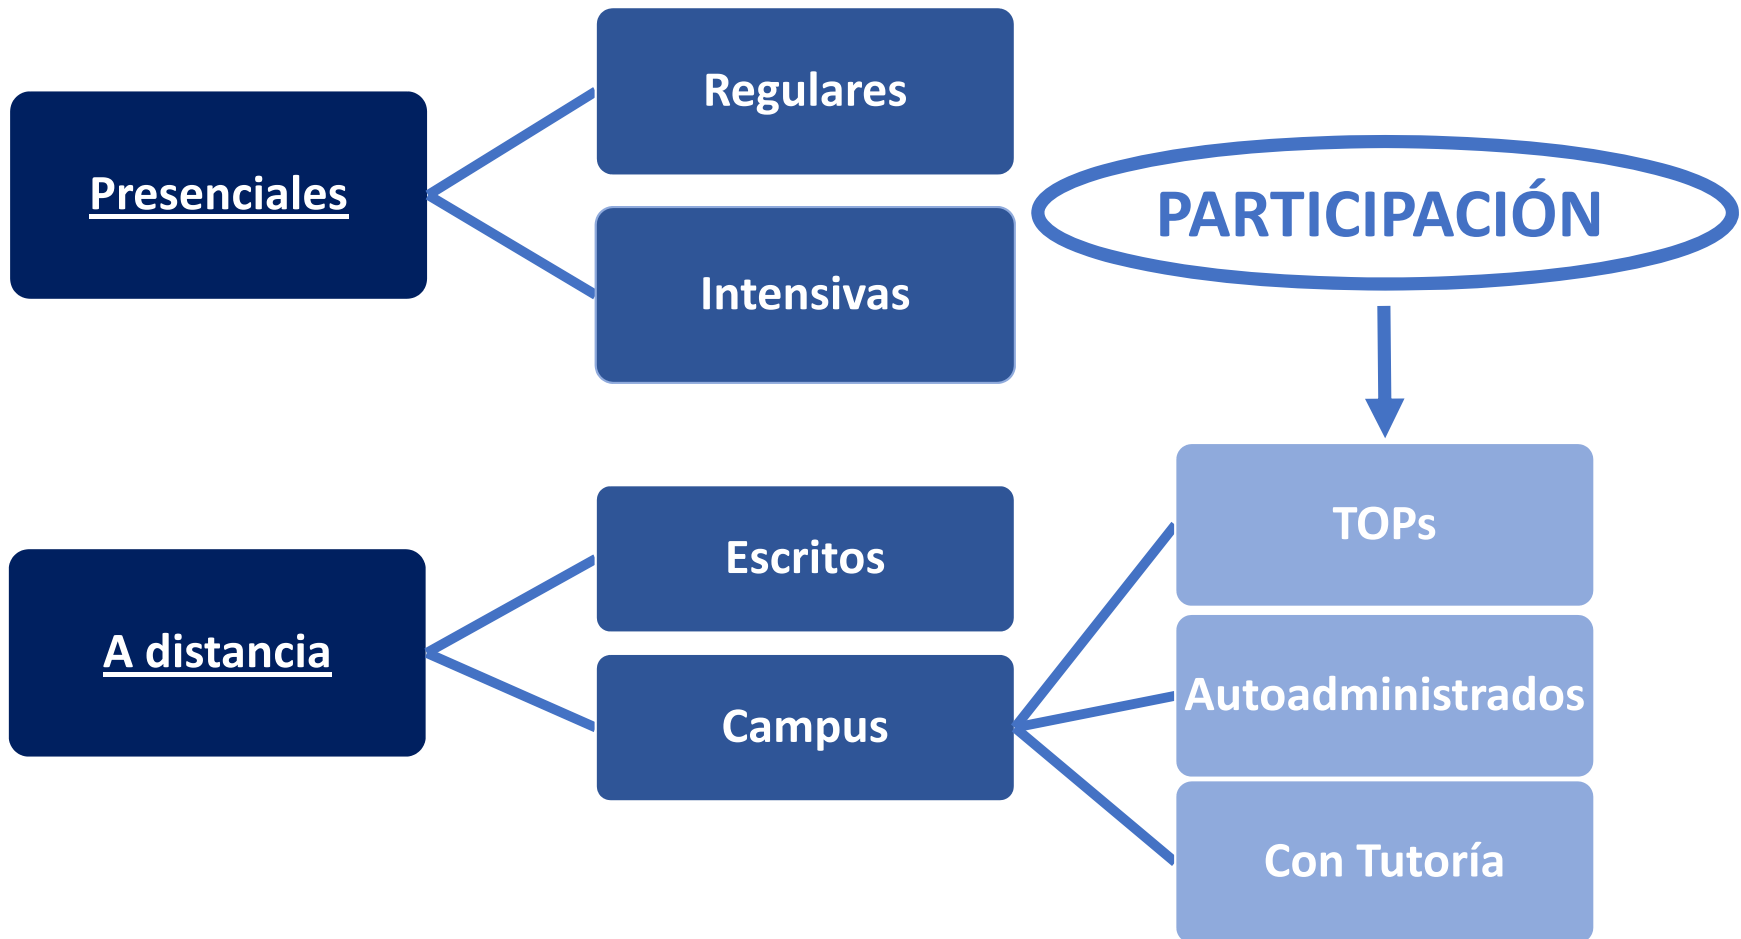 Presenciales
Regulares
Intensivas
PARTICIPACIÓN
A distancia
Escritos
Campus
TOPs
Autoadministrados
Con Tutoría